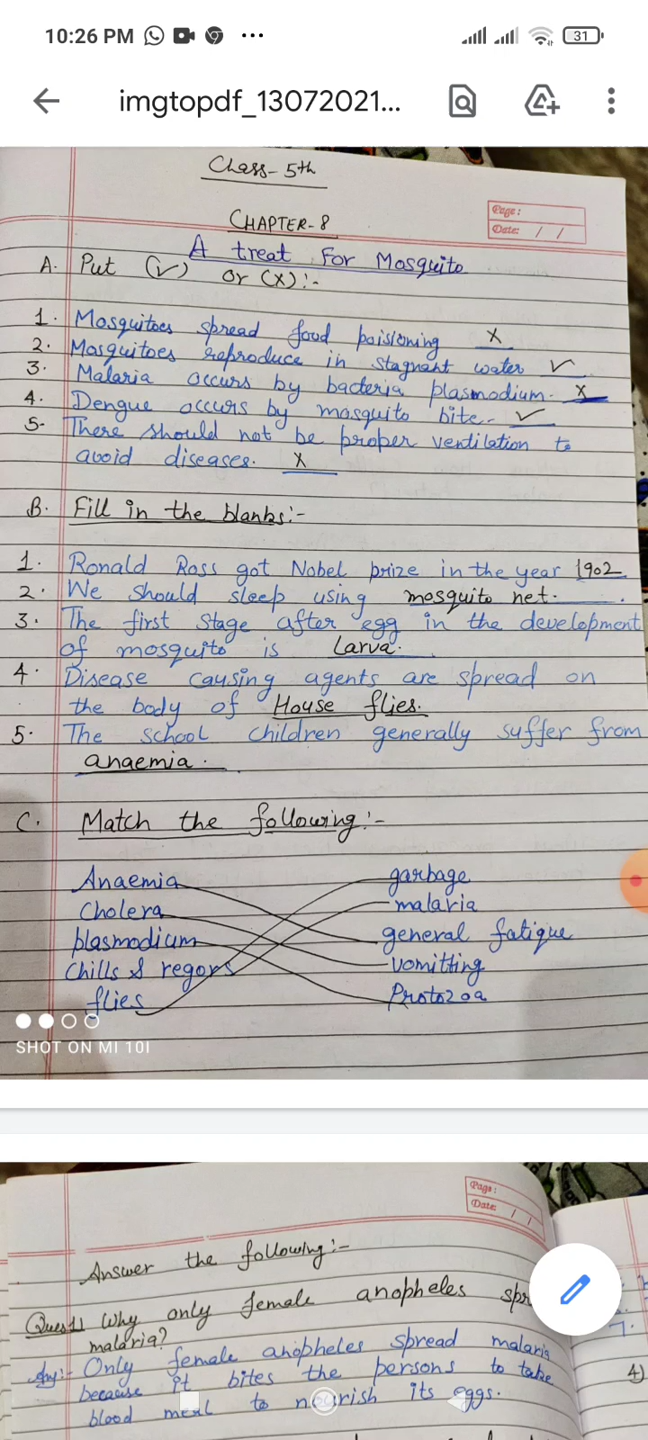 10:26 PM
31
imgtopdf_13072021...
Class-5th
Page:
Date: / /
CHAPTER-8
A treat For Mosquito
A. Put (✓) or (x):-
1. Mosquitoes spread food poisioning x
2. Mosquitoes reproduce in stagnant water ✓
3. Malaria occurs by bacteria plasmodium. x
4. Dengue occurs by mosquito bite. ✓
5- There should not be proper ventilation to
avoid diseases. x
B. Fill in the blanks:-
1. Ronald Ross got Nobel prize in the year 1902
2. We should sleep using mosquito net.
3. The first stage after egg in the development
of mosquito is Larva.
4. Disease causing agents are spread on
the body of House flies.
5. The school children generally suffer from
anaemia.
C. Match the following:-
Anaemia garbage
Cholera malaria
plasmodium general fatigue
Chills & regors vomitting
flies Protozoa
SHOT ON MI 10I
Page:
Date: / /
Answer the following:-
Ques1) Why only female anopheles spr
malaria?
Ans:- Only female anopheles spread malaria
because it bites the persons to take
blood meal to nourish its eggs.
4)